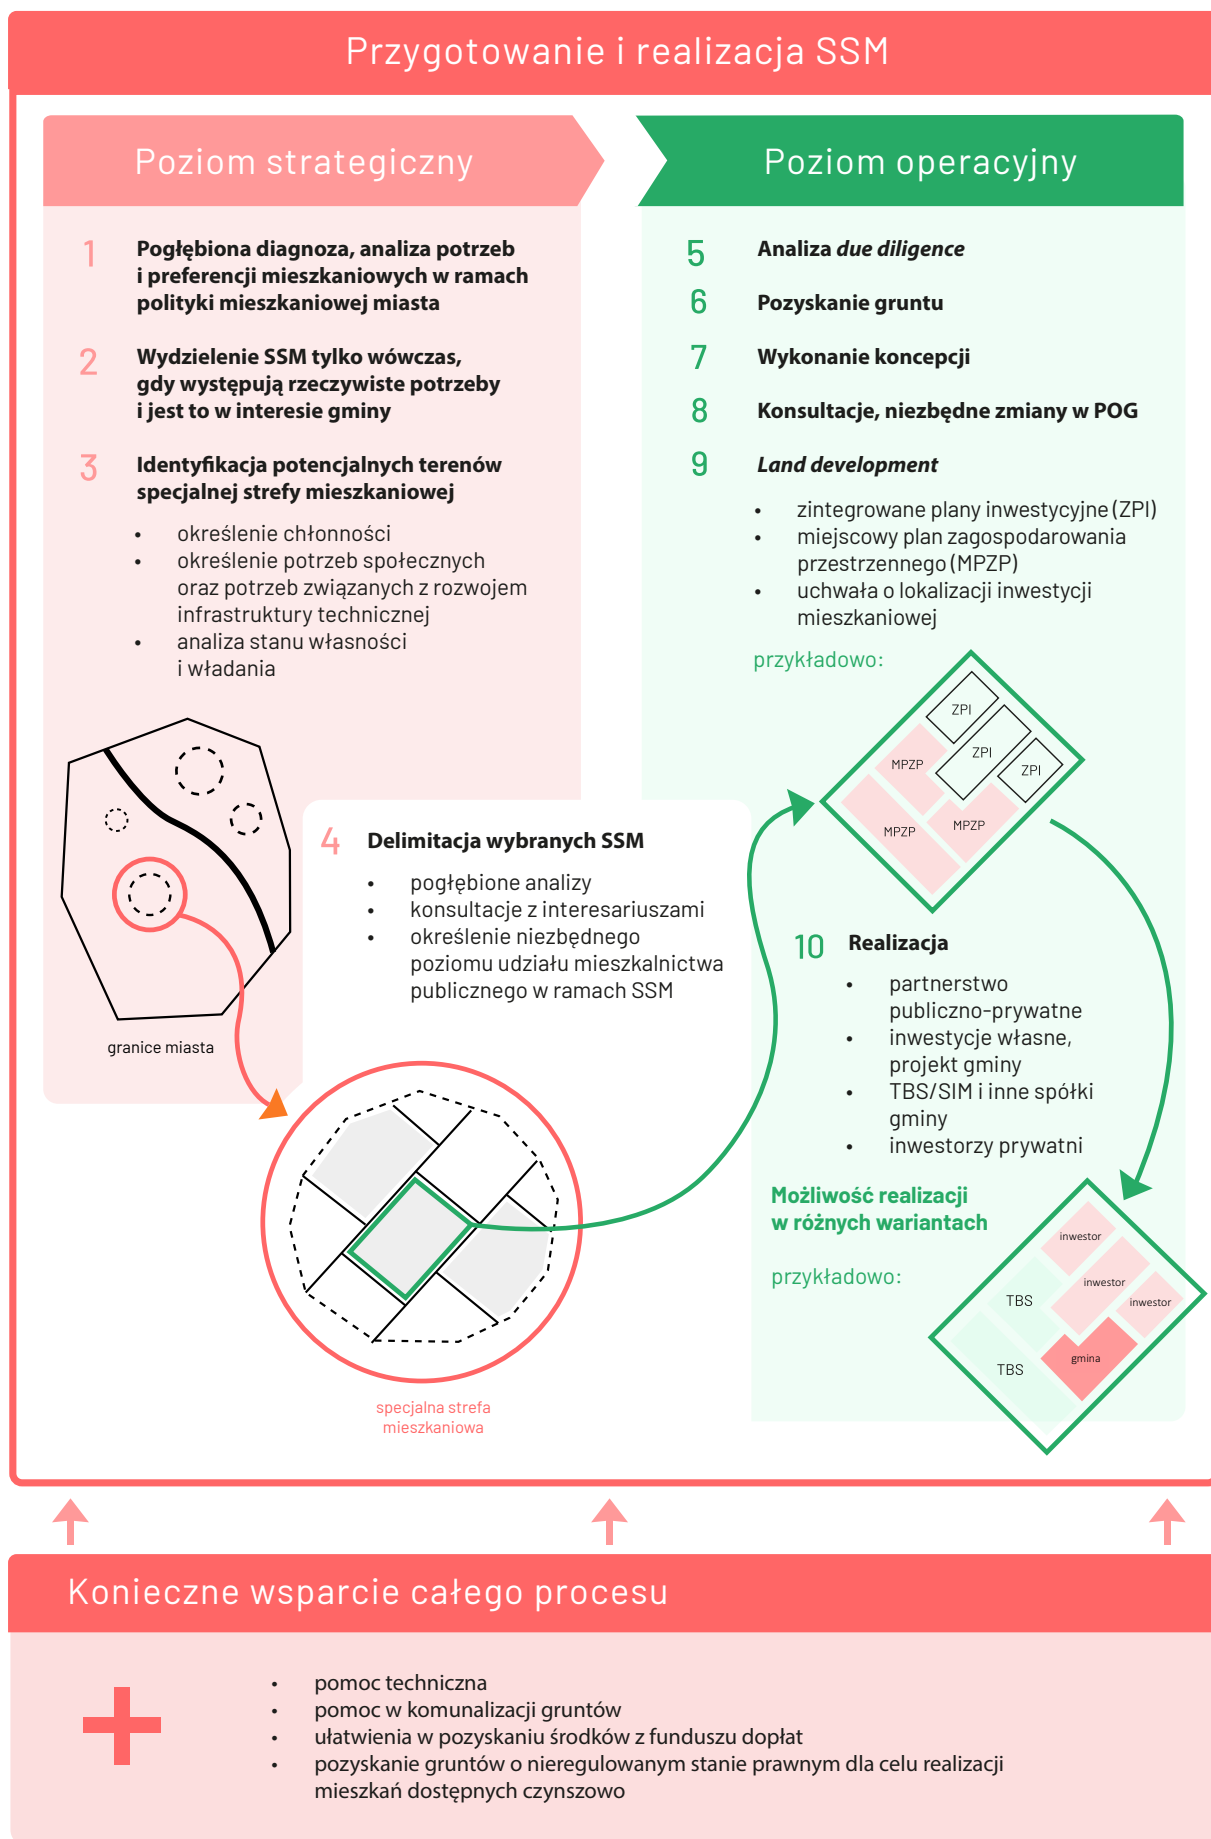 Przygotowanie i realizacja SSM
Poziom strategiczny
1
Pogłębiona diagnoza, analiza potrzeb
i preferencji mieszkaniowych w ramach
polityki mieszkaniowej miasta
2
Wydzielenie SSM tylko wówczas,
gdy występują rzeczywiste potrzeby
i jest to w interesie gminy
3
Identyfikacja potencjalnych terenów
specjalnej strefy mieszkaniowej
• określenie chłonności
• określenie potrzeb społecznych
oraz potrzeb związanych z rozwojem
infrastruktury technicznej
• analiza stanu własności
i władania
granice miasta
4
Delimitacja wybranych SSM
• pogłębione analizy
• konsultacje z interesariuszami
• określenie niezbędnego
poziomu udziału mieszkalnictwa
publicznego w ramach SSM
specjalna strefa
mieszkaniowa
Poziom operacyjny
5
Analiza due diligence
6
Pozyskanie gruntu
7
Wykonanie koncepcji
8
Konsultacje, niezbędne zmiany w POG
9
Land development
• zintegrowane plany inwestycyjne (ZPI)
• miejscowy plan zagospodarowania
przestrzennego (MPZP)
• uchwała o lokalizacji inwestycji
mieszkaniowej
przykładowo:
ZPI
ZPI
ZPI
MPZP
MPZP
MPZP
10
Realizacja
• partnerstwo
publiczno-prywatne
• inwestycje własne,
projekt gminy
• TBS/SIM i inne spółki
gminy
• inwestorzy prywatni
Możliwość realizacji
w różnych wariantach
przykładowo:
inwestor
inwestor
inwestor
TBS
gmina
TBS
Konieczne wsparcie całego procesu
• pomoc techniczna
• pomoc w komunalizacji gruntów
• ułatwienia w pozyskaniu środków z funduszu dopłat
• pozyskanie gruntów o nieregulowanym stanie prawnym dla celu realizacji
mieszkań dostępnych czynszowo